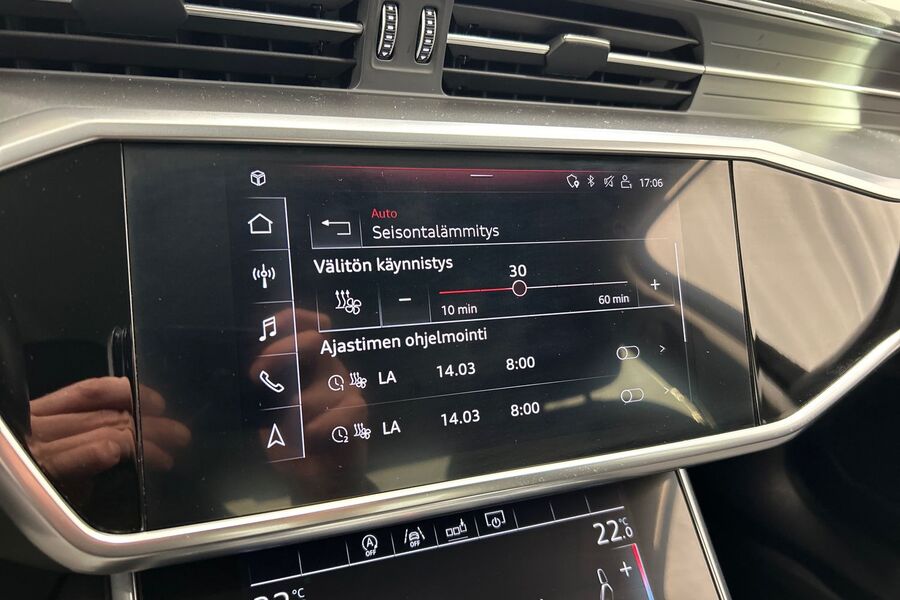 17:06
Auto
Seisontalämmitys
Välitön käynnistys
30
10 min
60 min
Ajastimen ohjelmointi
LA 14.03 8:00
2 LA 14.03 8:00
OFF OFF
22.0 °C